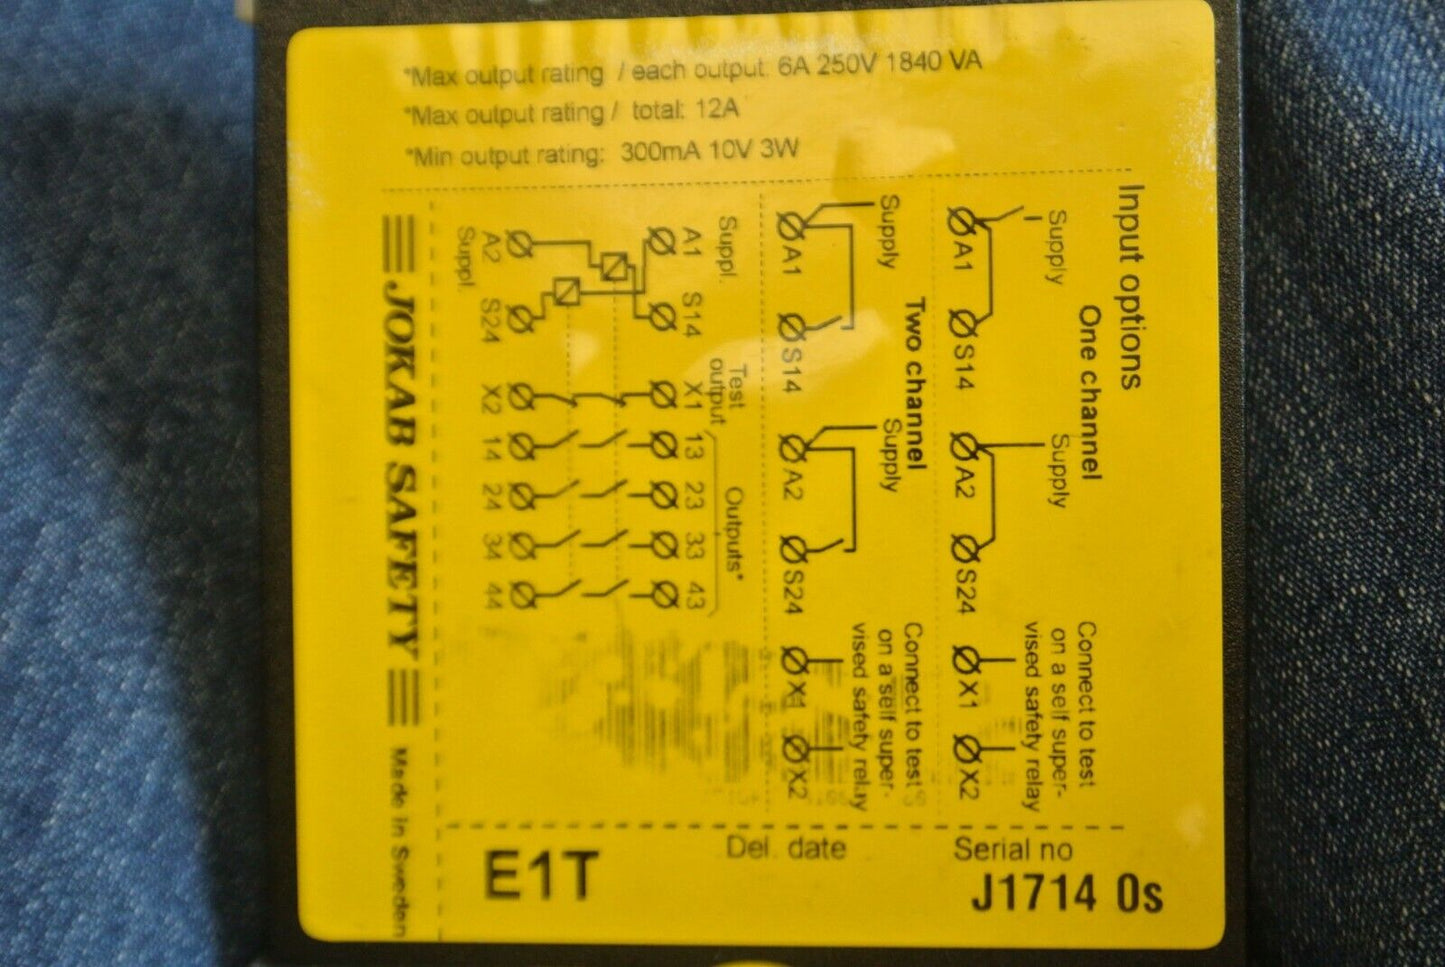 *Max output rating / each output: 6A 250V 1840 VA
*Max output rating / total: 12A
*Min output rating: 300mA 10V 3W
Input options
One channel
Supply
A1
S14
Supply
A2
S24
Connect to test
on a self super-
vised safety relay
X1
X2
Two channel
Supply
A1
S14
Supply
A2
S24
Connect to test
on a self super-
vised safety relay
X1
X2
Suppl.
Test
output
Outputs*
A1 S14 X1 13 23 33 43
A2 S24 X2 14 24 34 44
Suppl.
JOKAB SAFETY
Made in Sweden
E1T
Del. date
Serial no
J1714 0s